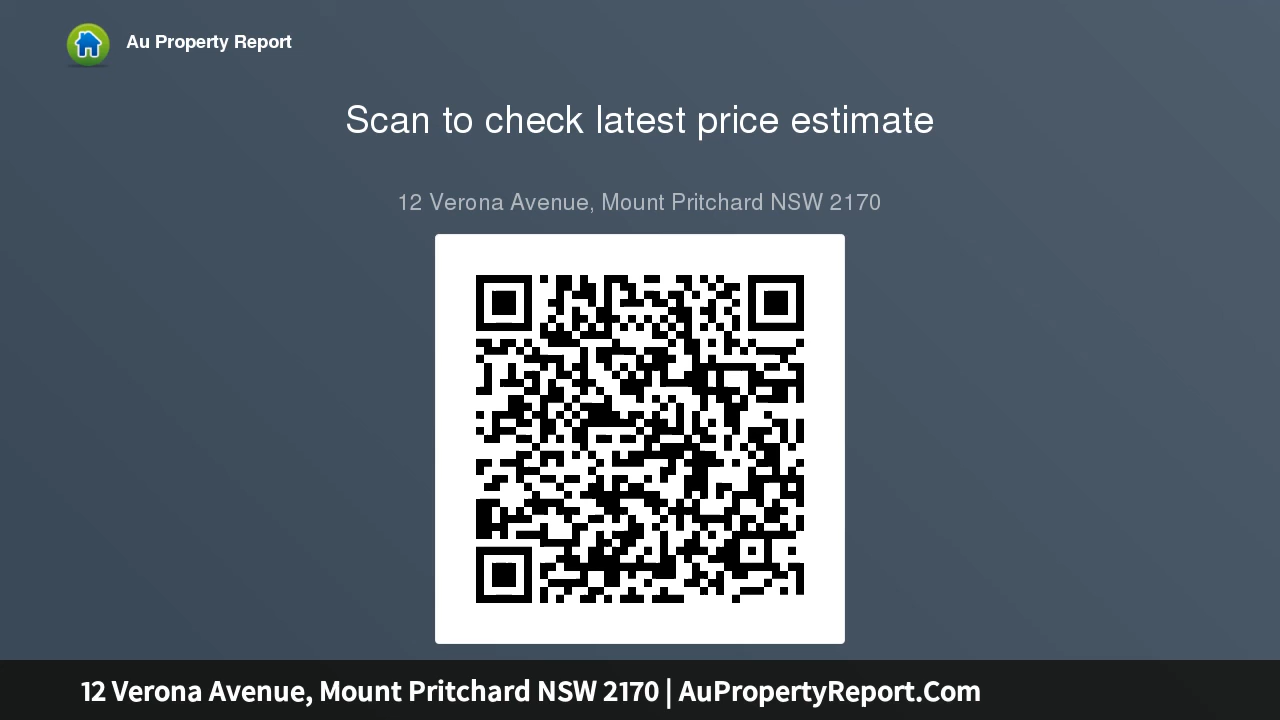 Au Property Report
Scan to check latest price estimate
12 Verona Avenue, Mount Pritchard NSW 2170
12 Verona Avenue, Mount Pritchard NSW 2170 | AuPropertyReport.Com